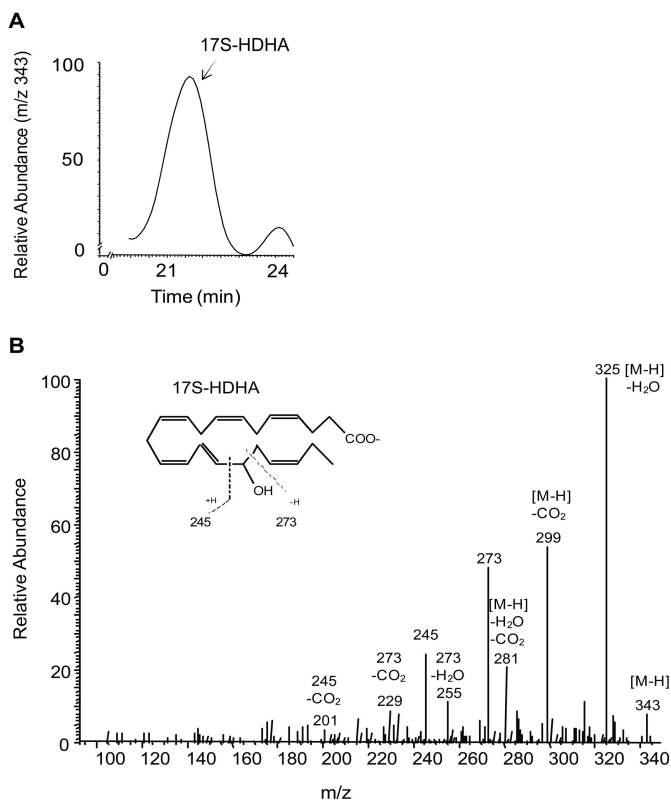 A
17S-HDHA
Relative Abundance (m/z 343)
100
50
0
0 21 24
Time (min)
B
17S-HDHA
COO-
OH
+H
-H
245
273
Relative Abundance
100
80
60
40
20
0
325 [M-H]
-H₂O
[M-H]
-CO₂
299
273
[M-H]
-H₂O
-CO₂
281
245
273
-H₂O
255
273
-CO₂
229
245
-CO₂
201
[M-H]
343
100 120 140 160 180 200 220 240 260 280 300 320 340
m/z